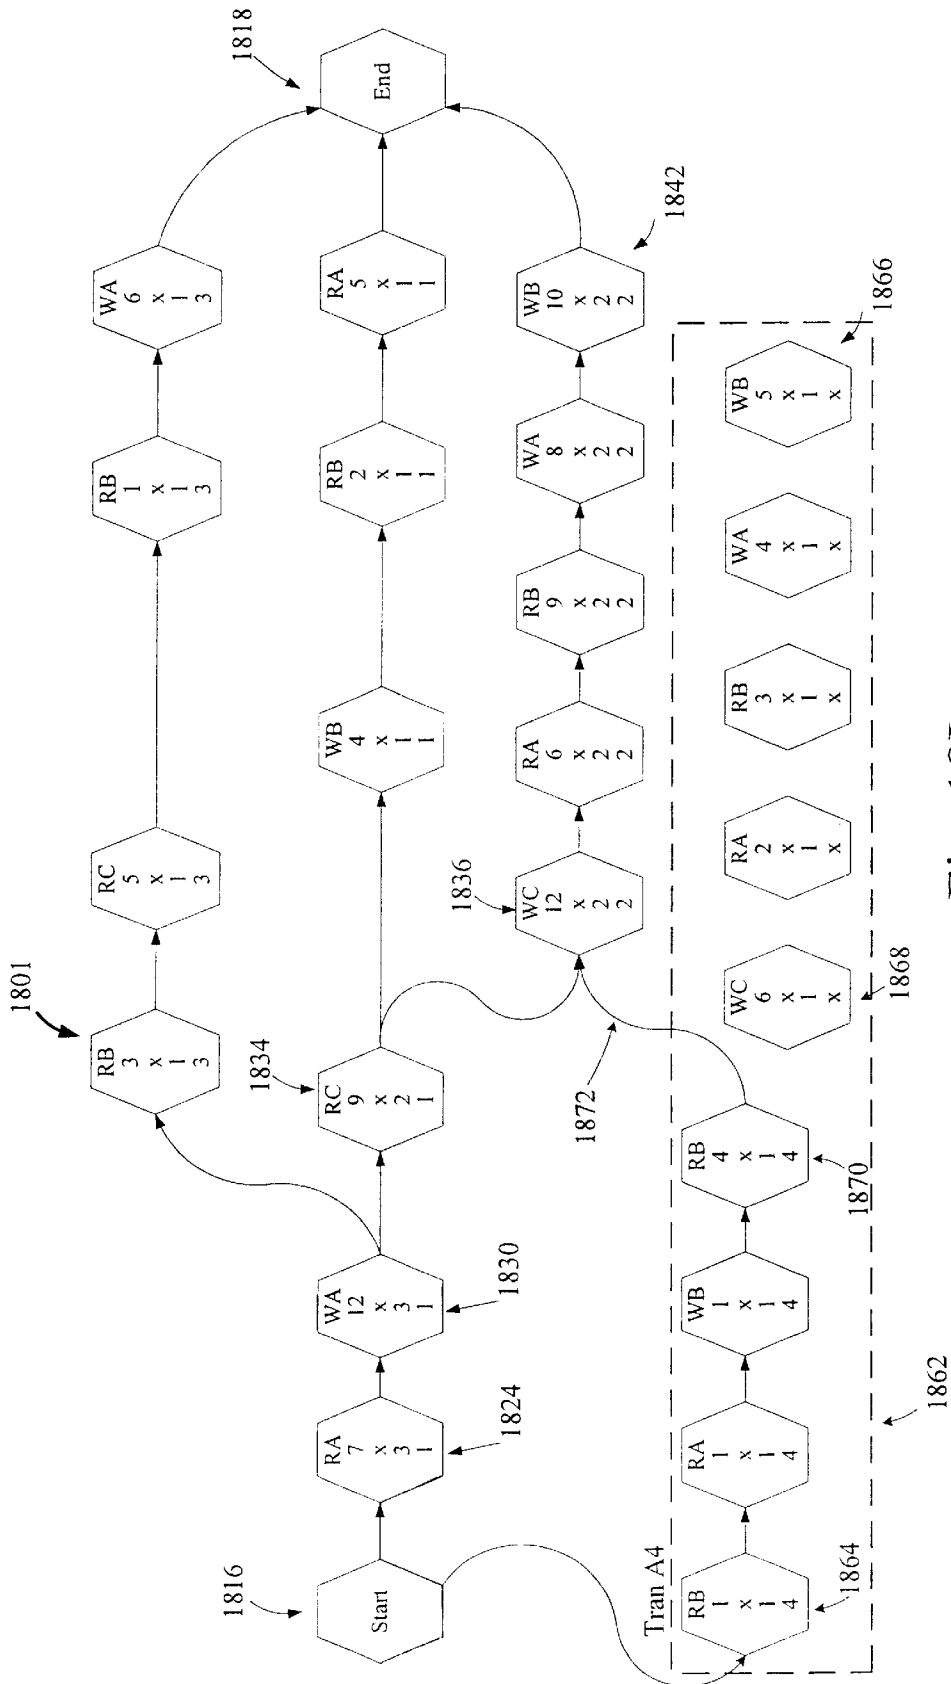 1801
RB
3
x
1
3
RC
5
x
1
3
RB
1
x
1
3
WA
6
x
1
3
1816
Start
RA
7
x
3
1
1824
WA
12
x
3
1
1830
1834
RC
9
x
2
1
WB
4
x
1
1
RB
2
x
1
1
RA
5
x
1
1
1818
End
1836
WC
12
x
2
2
RA
6
x
2
2
RB
9
x
2
2
WA
8
x
2
2
WB
10
x
2
2
1842
1872
Tran A4
RB
1
x
1
4
1864
RA
1
x
1
4
WB
1
x
1
4
RB
4
x
1
4
1870
WC
6
x
1
x
1868
RA
2
x
1
x
RB
3
x
1
x
WA
4
x
1
x
WB
5
x
1
x
1866
1862